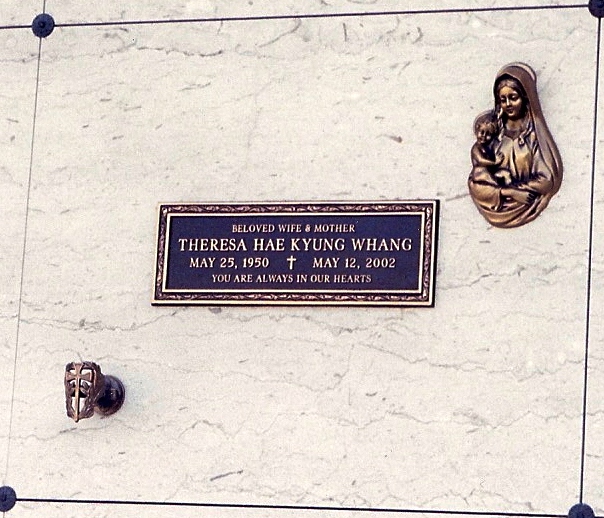 BELOVED WIFE & MOTHER
THERESA HAE KYUNG WHANG
MAY 25, 1950 ✝ MAY 12, 2002
YOU ARE ALWAYS IN OUR HEARTS